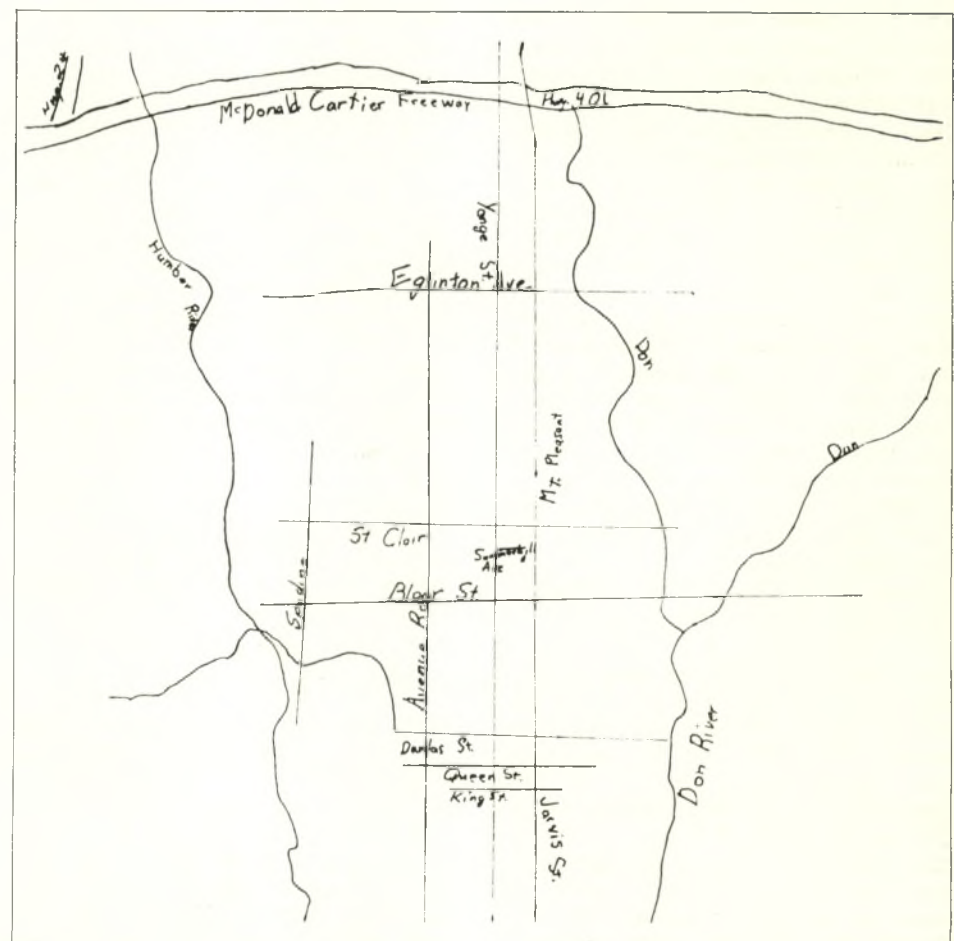 McDonald Cartier Freeway
Hwy. 401
Yonge St.
Humber River
Eglinton Ave.
Don
Don
Mt. Pleasant
St Clair
Ave
Spadina
Bloor St.
Avenue Rd
Dundas St.
Queen St.
King St.
Jarvis St.
Don River